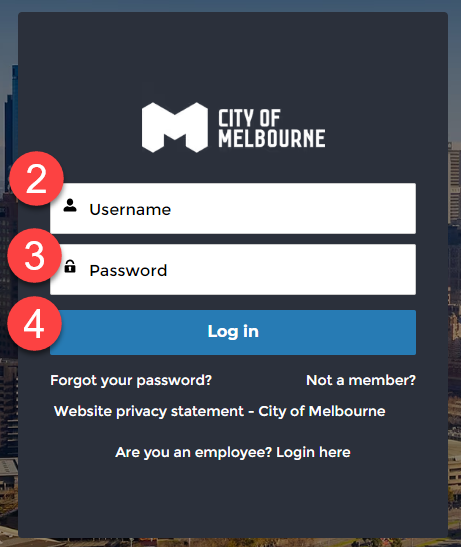 CITY OF
MELBOURNE
2
Username
3
Password
4
Log in
Forgot your password? Not a member?
Website privacy statement - City of Melbourne
Are you an employee? Login here